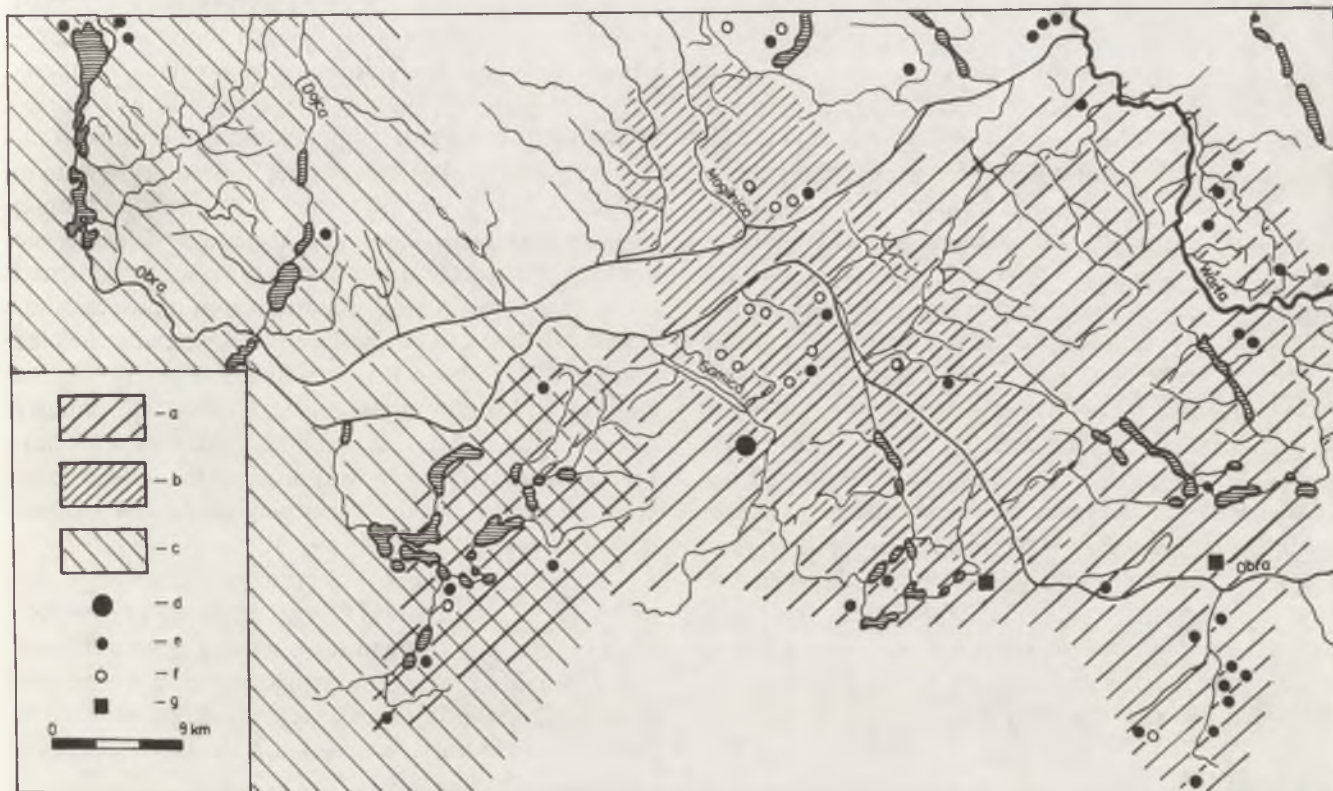 Dojca
Mogilnica
Obra
Warta
Samica
Obra
- a
- b
- c
- d
- e
- f
- g
0 9 km